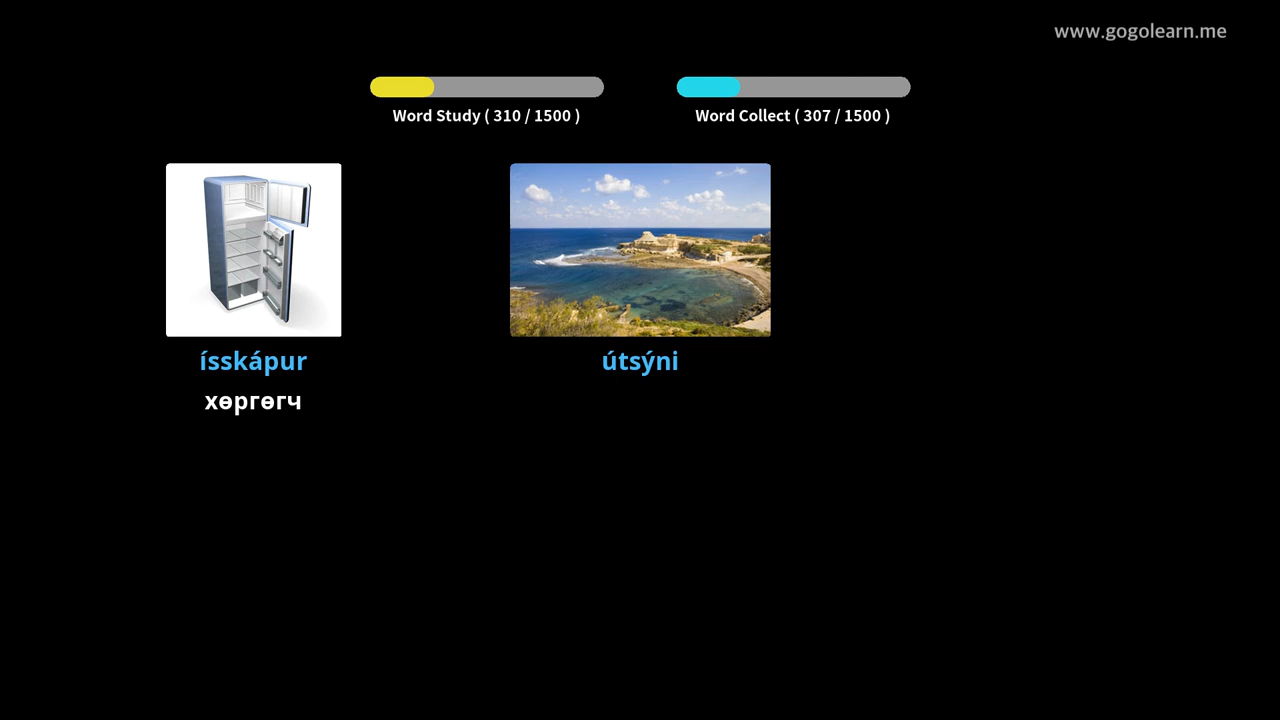 www.gogolearn.me
Word Study ( 310 / 1500 )
Word Collect ( 307 / 1500 )
ísskápur
útsýni
хөргөгч